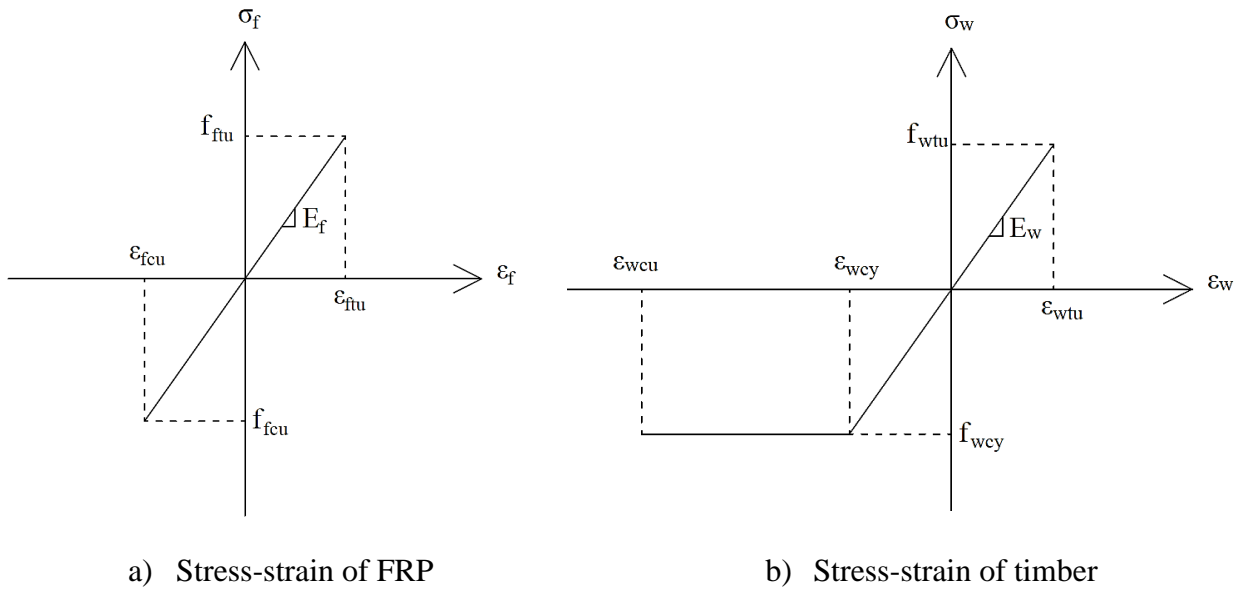 σf
fftu
Ef
εfcu
εf
εftu
ffcu
a) Stress-strain of FRP
σw
fwtu
Ew
εwcu
εwcy
εw
εwtu
fwcy
b) Stress-strain of timber